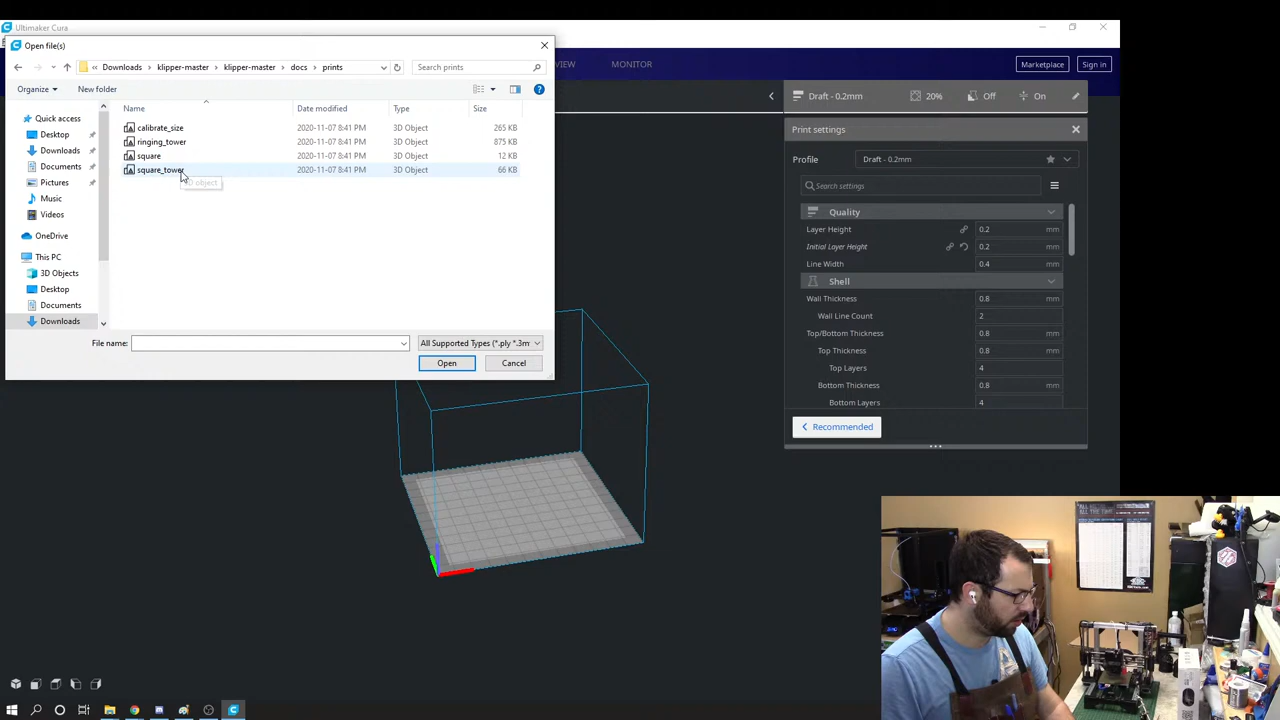 Ultimaker Cura
Open file(s)
Downloads
klipper-master
klipper-master
docs
prints
Search prints
Organize
New folder
Name
Date modified
Type
Size
Quick access
Desktop
Downloads
Documents
Pictures
Music
Videos
OneDrive
This PC
3D Objects
Desktop
Documents
Downloads
calibrate_size 2020-11-07 8:41 PM 3D Object 265 KB
ringing_tower 2020-11-07 8:41 PM 3D Object 875 KB
square 2020-11-07 8:41 PM 3D Object 12 KB
square_tower 2020-11-07 8:41 PM 3D Object 66 KB
object
File name:
All Supported Types (*.ply *.3m
Open
Cancel
VIEW
MONITOR
Marketplace
Sign in
Draft - 0.2mm
20%
Off
On
Print settings
Profile
Draft - 0.2mm
Search settings
Quality
Layer Height 0.2 mm
Initial Layer Height 0.2 mm
Line Width 0.4 mm
Shell
Wall Thickness 0.8 mm
Wall Line Count 2
Top/Bottom Thickness 0.8 mm
Top Thickness 0.8 mm
Top Layers 4
Bottom Thickness 0.8 mm
Bottom Layers 4
Recommended